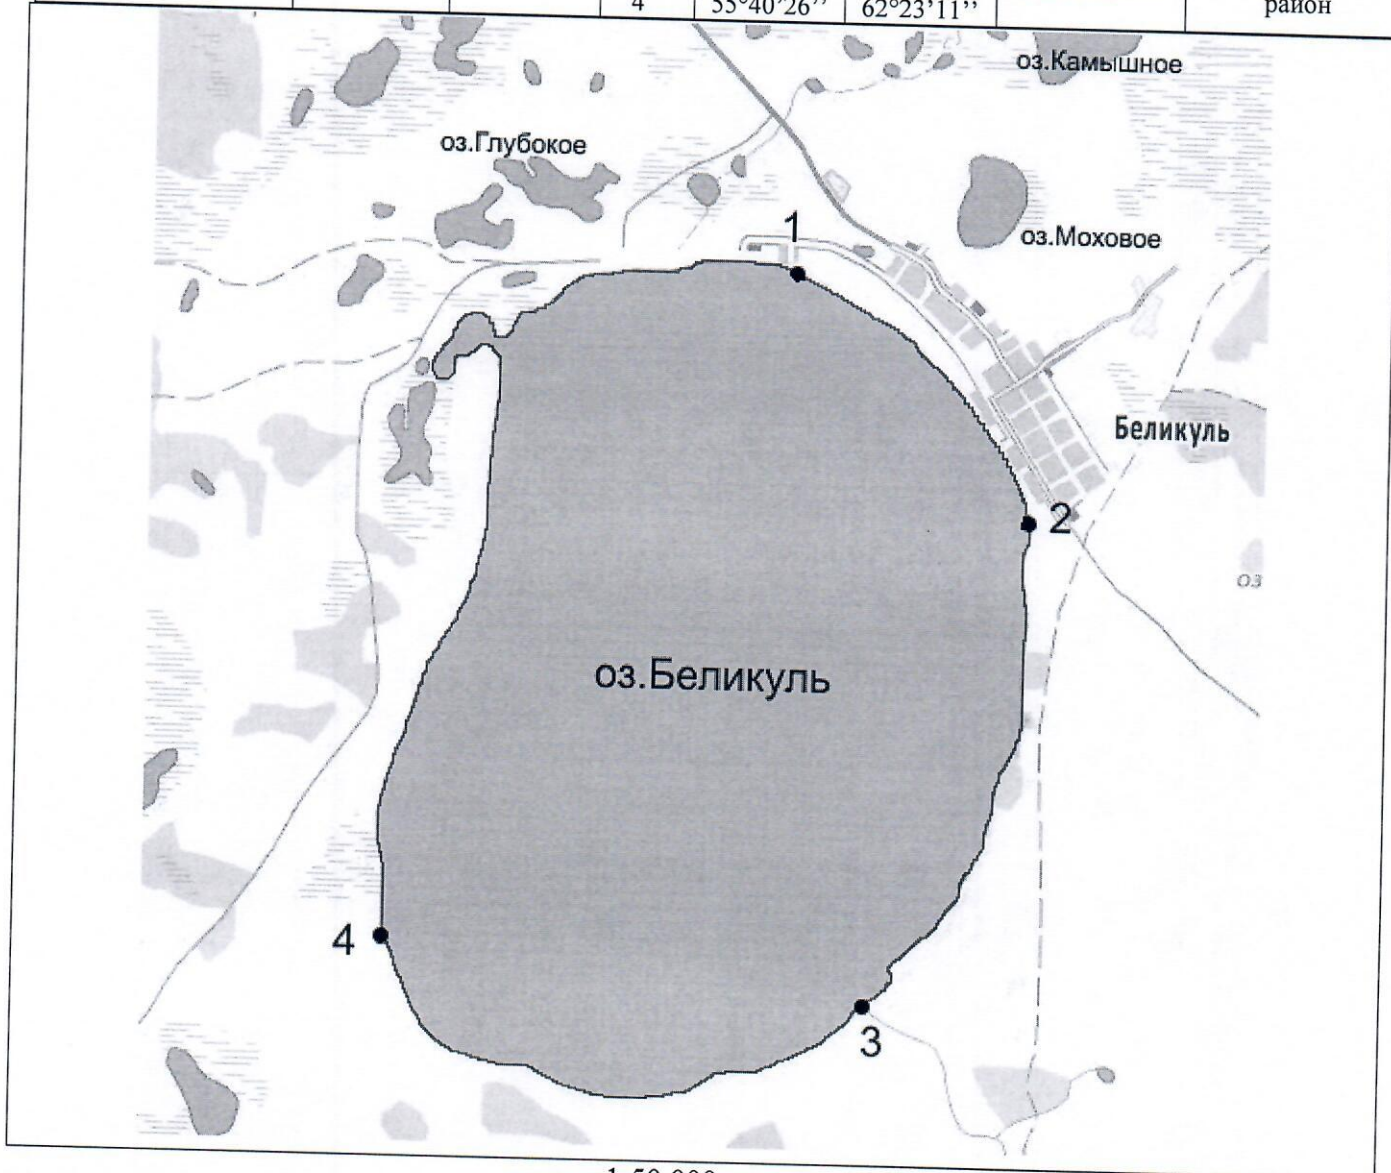 4 55°40'26’’ 62°23'11’’ район
оз.Камышное
оз.Глубокое
1
оз.Моховое
Беликуль
2
оз
оз.Беликуль
4
3
1:50 000